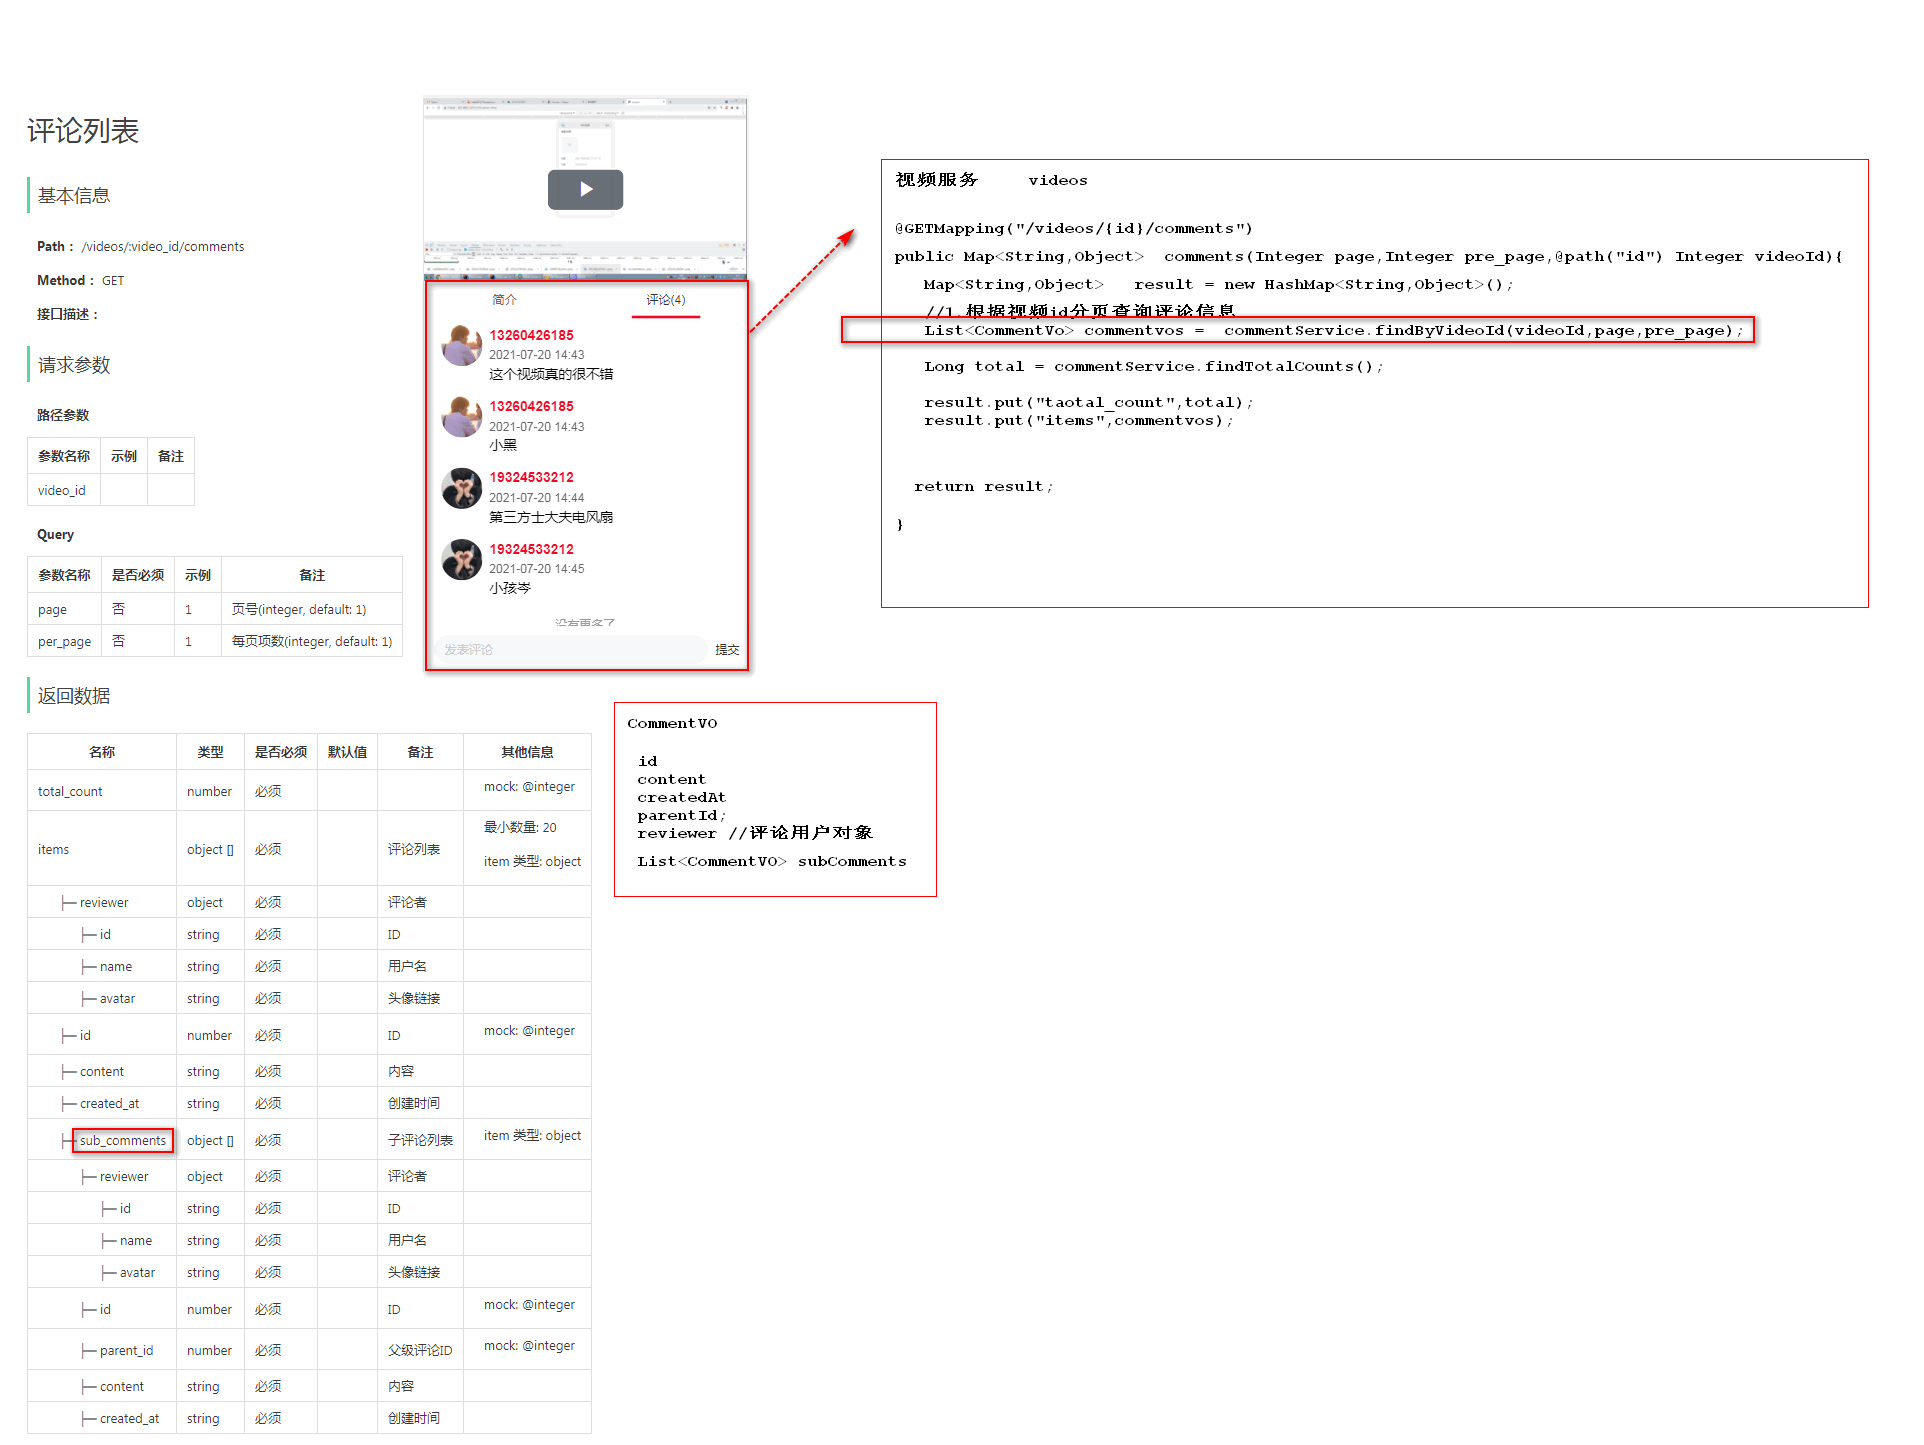 评论列表
基本信息
Path： /videos/:video_id/comments
Method： GET
接口描述：
请求参数
路径参数
参数名称 示例 备注
video_id
Query
参数名称 是否必须 示例 备注
page 否 1 页号(integer, default: 1)
per_page 否 1 每页项数(integer, default: 1)
返回数据
名称 类型 是否必须 默认值 备注 其他信息
total_count number 必须 mock: @integer
items object [] 必须 评论列表 最小数量: 20
item 类型: object
├─ reviewer object 必须 评论者
├─ id string 必须 ID
├─ name string 必须 用户名
├─ avatar string 必须 头像链接
├─ id number 必须 ID mock: @integer
├─ content string 必须 内容
├─ created_at string 必须 创建时间
├─ sub_comments object [] 必须 子评论列表 item 类型: object
├─ reviewer object 必须 评论者
├─ id string 必须 ID
├─ name string 必须 用户名
├─ avatar string 必须 头像链接
├─ id number 必须 ID mock: @integer
├─ parent_id number 必须 父级评论ID mock: @integer
├─ content string 必须 内容
├─ created_at string 必须 创建时间
简介 评论(4)
13260426185
2021-07-20 14:43
这个视频真的很不错
13260426185
2021-07-20 14:43
小黑
19324533212
2021-07-20 14:44
第三方士大夫电风扇
19324533212
2021-07-20 14:45
小孩岑
没有更多了
发表评论 提交
视频服务 videos
@GETMapping("/videos/{id}/comments")
public Map<String,Object> comments(Integer page,Integer pre_page,@path("id") Integer videoId){
Map<String,Object> result = new HashMap<String,Object>();
//1.根据视频id分页查询评论信息
List<CommentVo> commentvos = commentService.findByVideoId(videoId,page,pre_page);
Long total = commentService.findTotalCounts();
result.put("taotal_count",total);
result.put("items",commentvos);
return result;
}
CommentVO
id
content
createdAt
parentId;
reviewer //评论用户对象
List<CommentVO> subComments